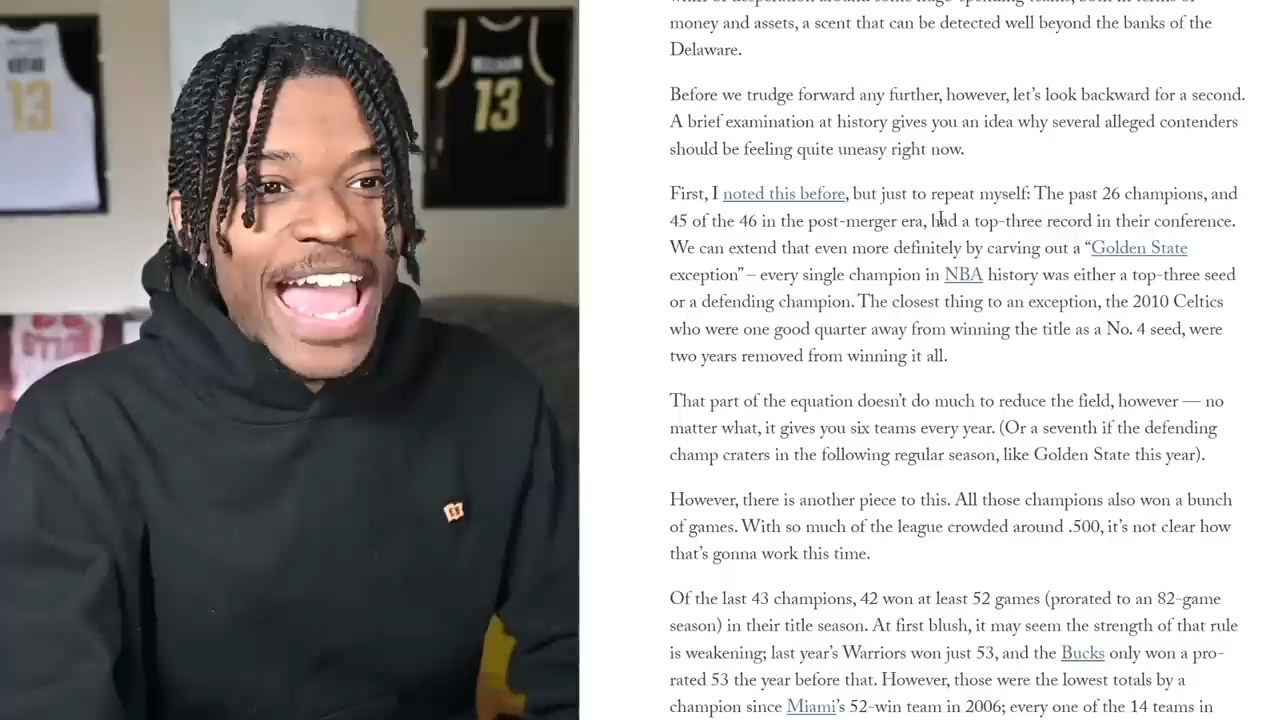 13
13
money and assets, a scent that can be detected well beyond the banks of the
Delaware.
Before we trudge forward any further, however, let’s look backward for a second.
A brief examination at history gives you an idea why several alleged contenders
should be feeling quite uneasy right now.
First, I noted this before, but just to repeat myself: The past 26 champions, and
45 of the 46 in the post-merger era, had a top-three record in their conference.
We can extend that even more definitely by carving out a “Golden State
exception” – every single champion in NBA history was either a top-three seed
or a defending champion. The closest thing to an exception, the 2010 Celtics
who were one good quarter away from winning the title as a No. 4 seed, were
two years removed from winning it all.
That part of the equation doesn’t do much to reduce the field, however — no
matter what, it gives you six teams every year. (Or a seventh if the defending
champ craters in the following regular season, like Golden State this year).
However, there is another piece to this. All those champions also won a bunch
of games. With so much of the league crowded around .500, it’s not clear how
that’s gonna work this time.
Of the last 43 champions, 42 won at least 52 games (prorated to an 82-game
season) in their title season. At first blush, it may seem the strength of that rule
is weakening; last year’s Warriors won just 53, and the Bucks only won a pro-
rated 53 the year before that. However, those were the lowest totals by a
champion since Miami’s 52-win team in 2006; every one of the 14 teams in